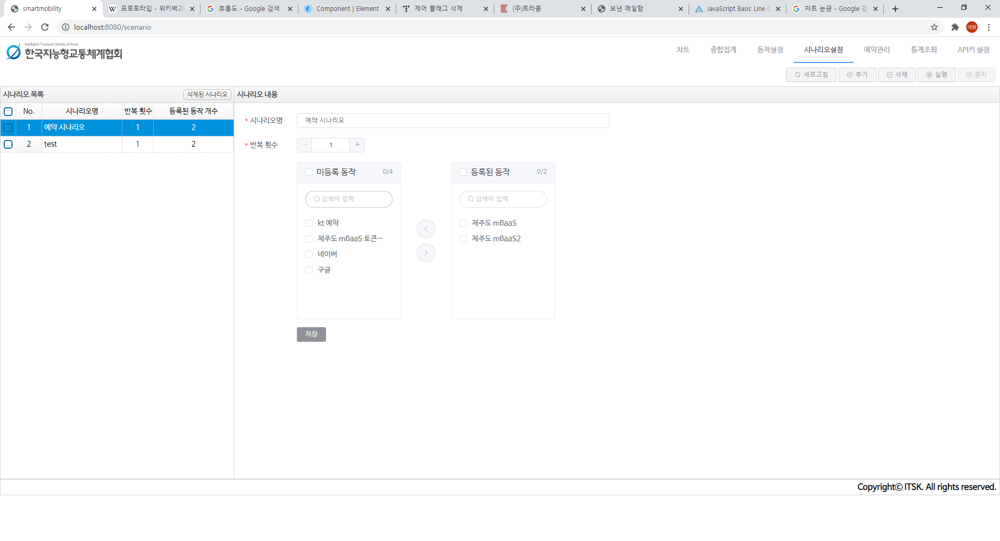 smartmobility
프로토타입 - 위키백과
흐름도 - Google 검색
Component | Element
제어 플래그 삭제
(주)트라콤
보낸 메일함
JavaScript Basic Line C
차트 눈금 - Google 검
localhost:8080/scenario
대원
Intelligent Transport Society of Korea
한국지능형교통체계협회
차트
종합집계
동작설정
시나리오설정
예약관리
통계조회
API키 설정
새로고침
추가
삭제
실행
중지
시나리오 목록
삭제된 시나리오
시나리오 내용
No. 시나리오명 반복 횟수 등록된 동작 개수
1 예약 시나리오 1 2
2 test 1 2
* 시나리오명
예약 시나리오
* 반복 횟수
1
미등록 동작 0/4
검색어 입력
kt 예약
제주도 mBaaS 토큰…
네이버
구글
등록된 동작 0/2
검색어 입력
제주도 mBaaS
제주도 mBaaS2
저장
Copyrightⓒ ITSK. All rights reserved.